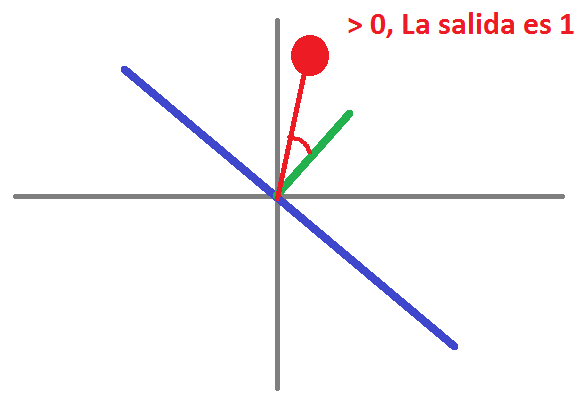 > 0, La salida es 1